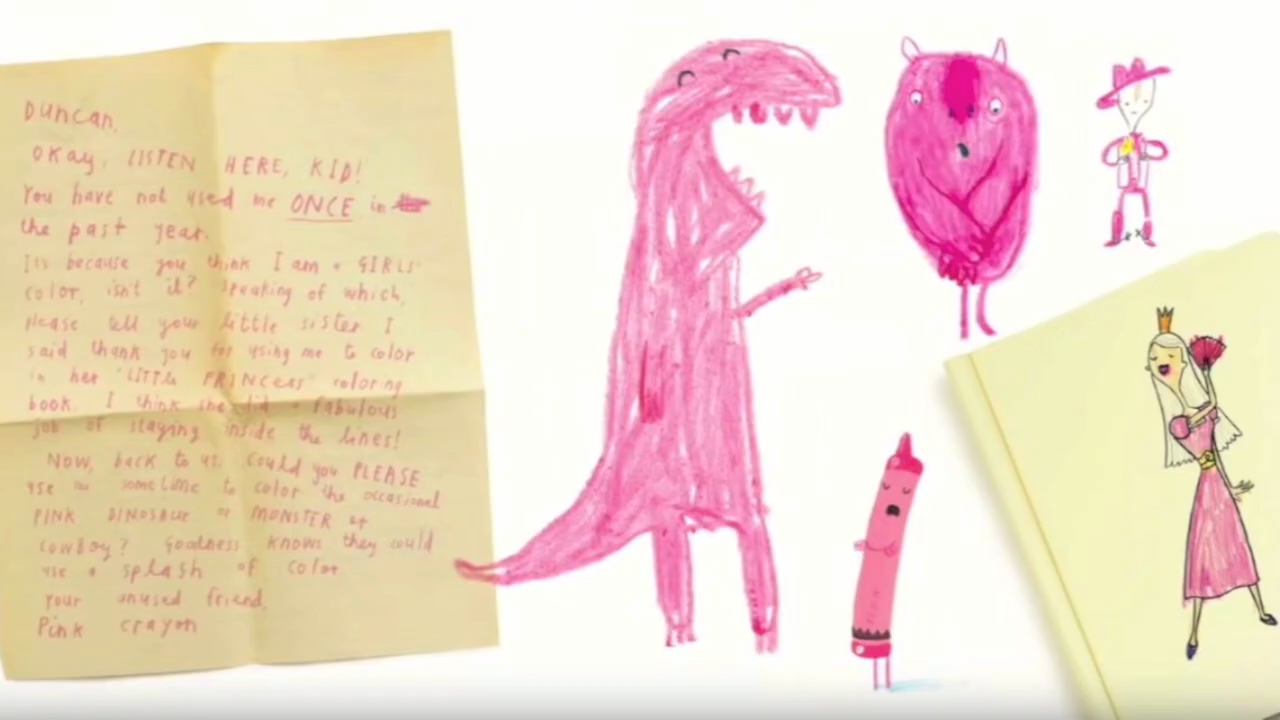 Duncan,
Okay, LISTEN HERE, KID!
You have not used me ONCE in
the past year.
It's because you think I am a GIRLS'
color, isn't it? Speaking of which,
please tell your little sister I
said thank you for using me to color
in her "LITTLE PRINCESS" coloring
book. I think she did a fabulous
job of staying inside the lines!
Now, back to us. Could you PLEASE
use me sometime to color the occasional
PINK DINOSAUR or MONSTER or
COWBOY? Goodness knows they could
use a splash of color.
Your unused friend,
Pink crayon